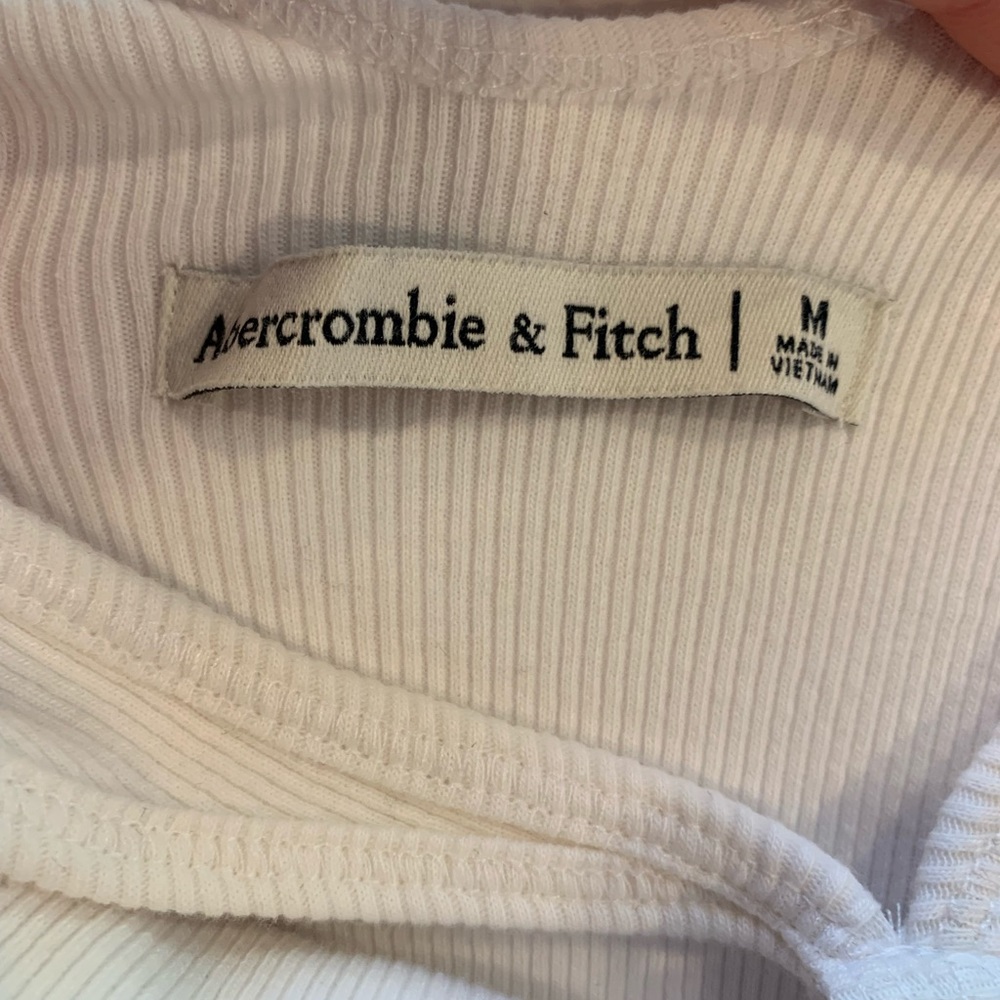 Abercrombie & Fitch | M
MADE IN
VIETNAM